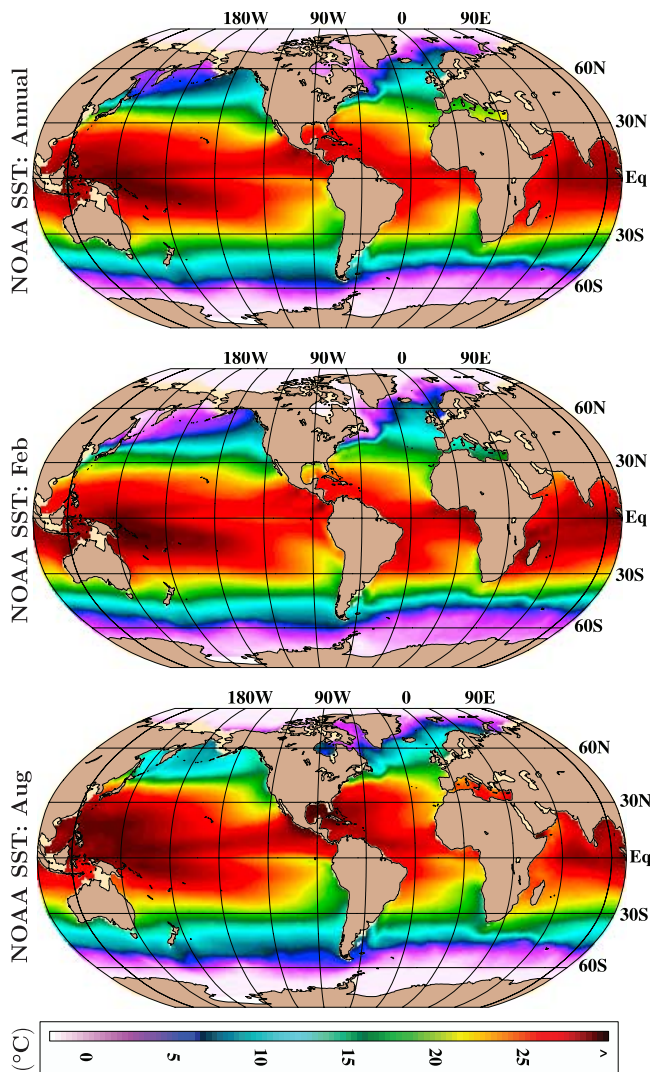 180W 90W 0 90E
60N
30N
Eq
30S
60S
NOAA SST: Annual
180W 90W 0 90E
60N
30N
Eq
30S
60S
NOAA SST: Feb
180W 90W 0 90E
60N
30N
Eq
30S
60S
NOAA SST: Aug
(°C) 0 5 10 15 20 25 >